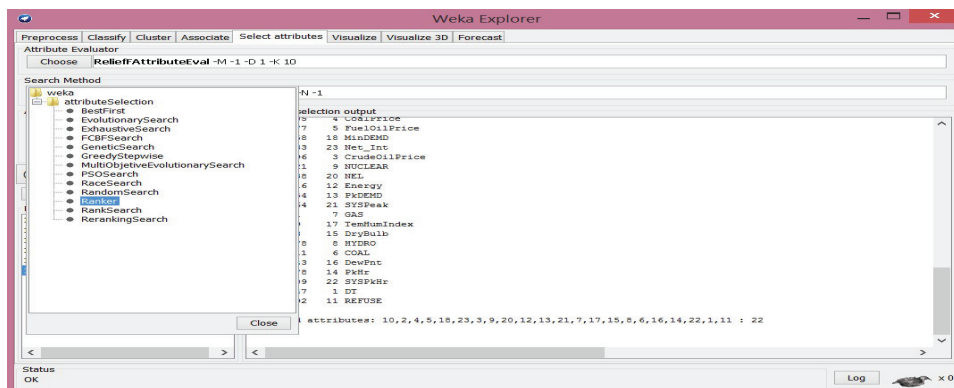 Weka Explorer
Preprocess Classify Cluster Associate Select attributes Visualize Visualize 3D Forecast
Attribute Evaluator
Choose ReliefFAttributeEval -M -1 -D 1 -K 10
Search Method
-N -1
weka
attributeSelection
BestFirst
EvolutionarySearch
ExhaustiveSearch
FCBFSearch
GeneticSearch
GreedyStepwise
MultiObjetiveEvolutionarySearch
PSOSearch
RaceSearch
RandomSearch
Ranker
RankSearch
RerankingSearch
Close
selection output
4 CoalPrice
5 FuelOilPrice
18 MinDEMD
23 Net_Int
3 CrudeOilPrice
9 NUCLEAR
20 NEL
12 Energy
13 PkDEMD
21 SYSPeak
7 GAS
17 TemHumIndex
15 DryBulb
8 HYDRO
6 COAL
16 DewPnt
14 PkHr
22 SYSPkHr
1 DT
11 REFUSE
attributes: 10,2,4,5,18,23,3,9,20,12,13,21,7,17,15,8,6,16,14,22,1,11 : 22
Status
OK
Log
x 0